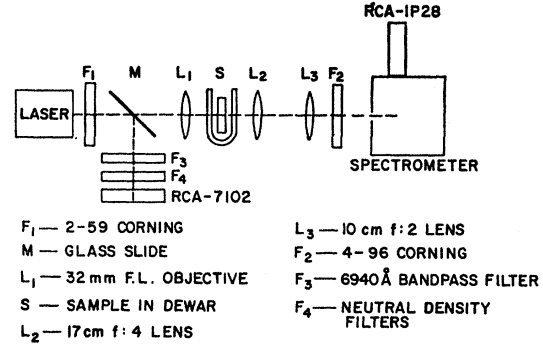 RCA-1P28
F1 M L1 S L2 L3 F2
LASER
F3
F4
RCA-7102
SPECTROMETER
F1 — 2-59 CORNING
M — GLASS SLIDE
L1 — 32 mm F.L. OBJECTIVE
S — SAMPLE IN DEWAR
L2 — 17cm f:4 LENS
L3 — 10 cm f:2 LENS
F2 — 4-96 CORNING
F3 — 6940Å BANDPASS FILTER
F4 — NEUTRAL DENSITY
FILTERS